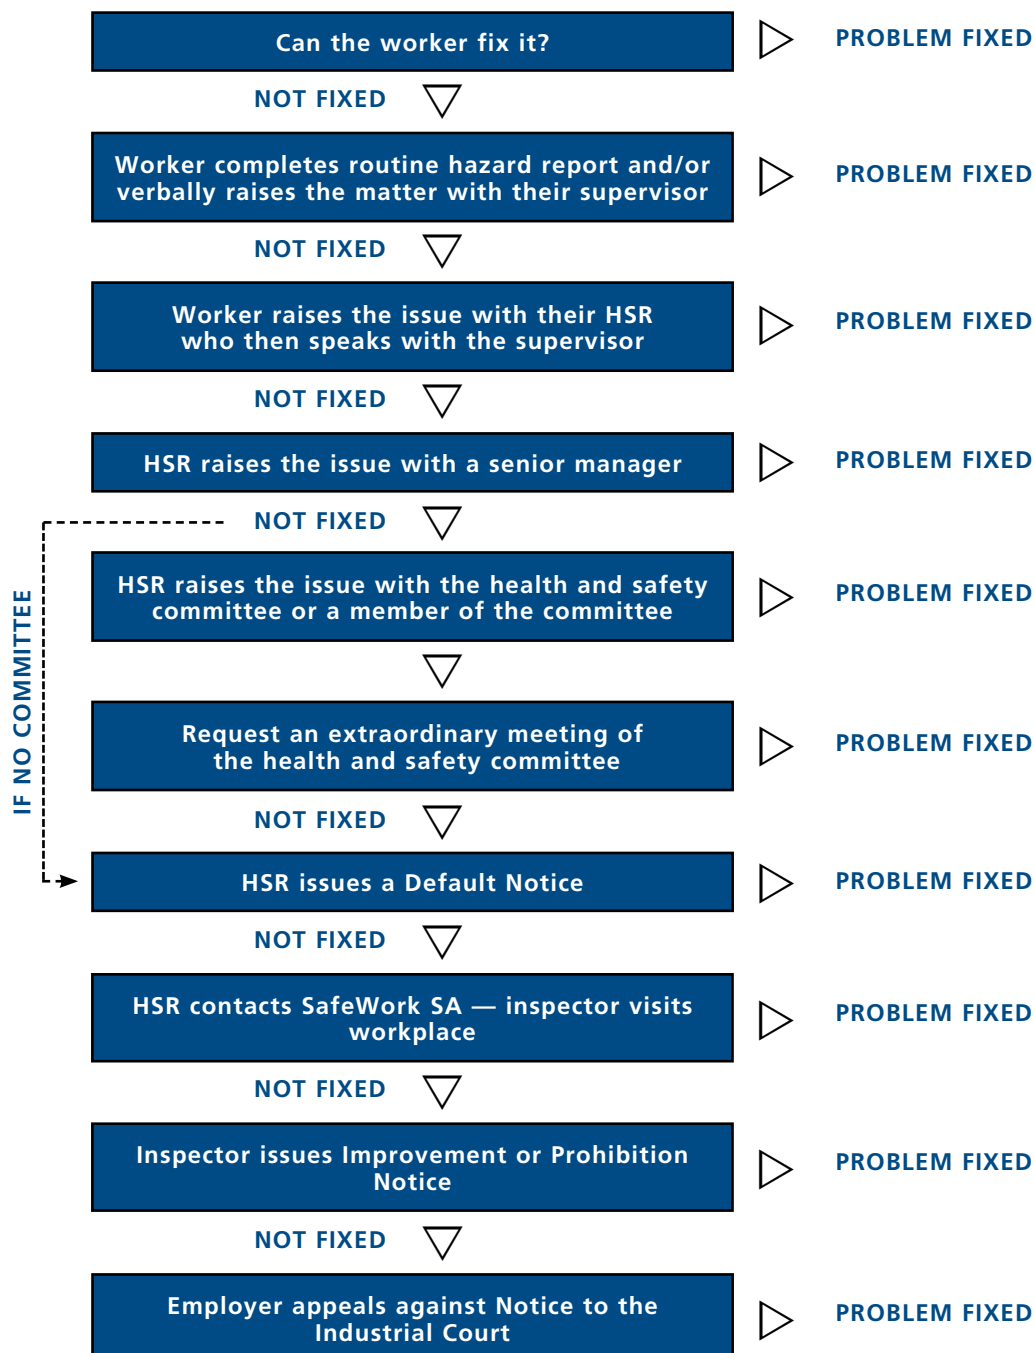 Can the worker fix it?
PROBLEM FIXED
NOT FIXED
Worker completes routine hazard report and/or
verbally raises the matter with their supervisor
PROBLEM FIXED
NOT FIXED
Worker raises the issue with their HSR
who then speaks with the supervisor
PROBLEM FIXED
NOT FIXED
HSR raises the issue with a senior manager
PROBLEM FIXED
NOT FIXED
IF NO COMMITTEE
HSR raises the issue with the health and safety
committee or a member of the committee
PROBLEM FIXED
Request an extraordinary meeting of
the health and safety committee
PROBLEM FIXED
NOT FIXED
HSR issues a Default Notice
PROBLEM FIXED
NOT FIXED
HSR contacts SafeWork SA — inspector visits
workplace
PROBLEM FIXED
NOT FIXED
Inspector issues Improvement or Prohibition
Notice
PROBLEM FIXED
NOT FIXED
Employer appeals against Notice to the
Industrial Court
PROBLEM FIXED